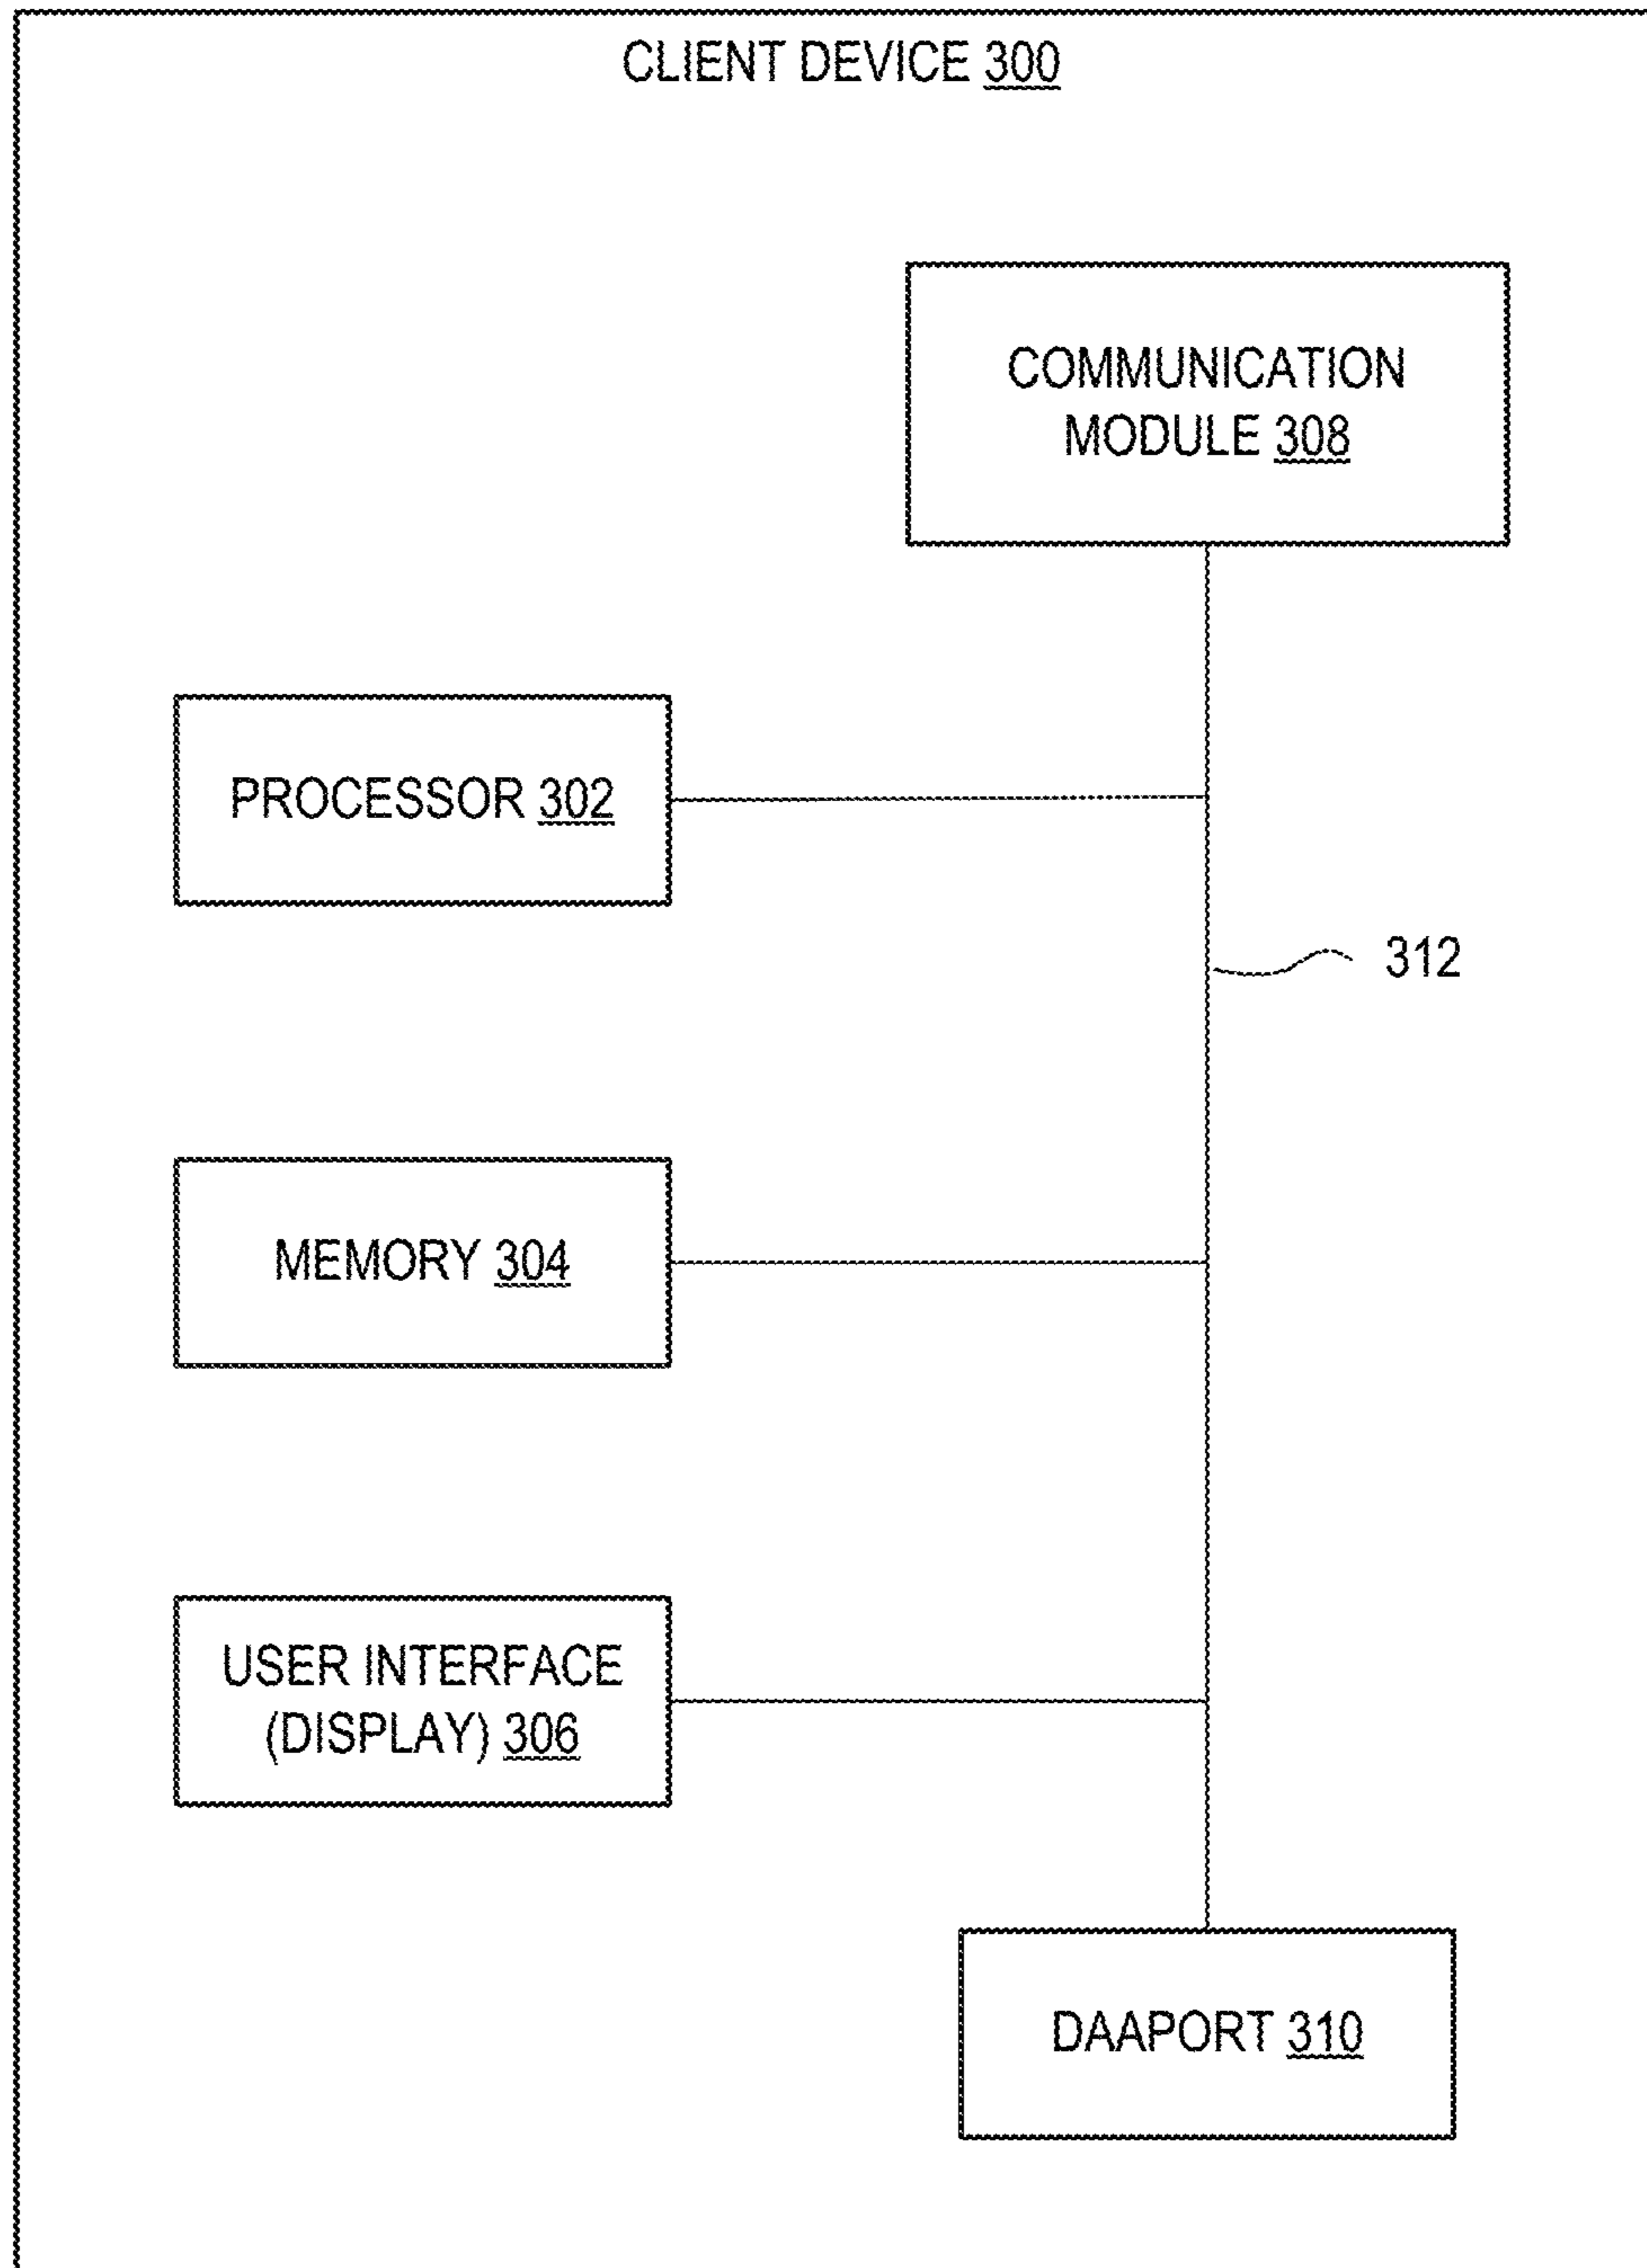 CLIENT DEVICE 300
COMMUNICATION
MODULE 308
PROCESSOR 302
312
MEMORY 304
USER INTERFACE
(DISPLAY) 306
DAAPORT 310